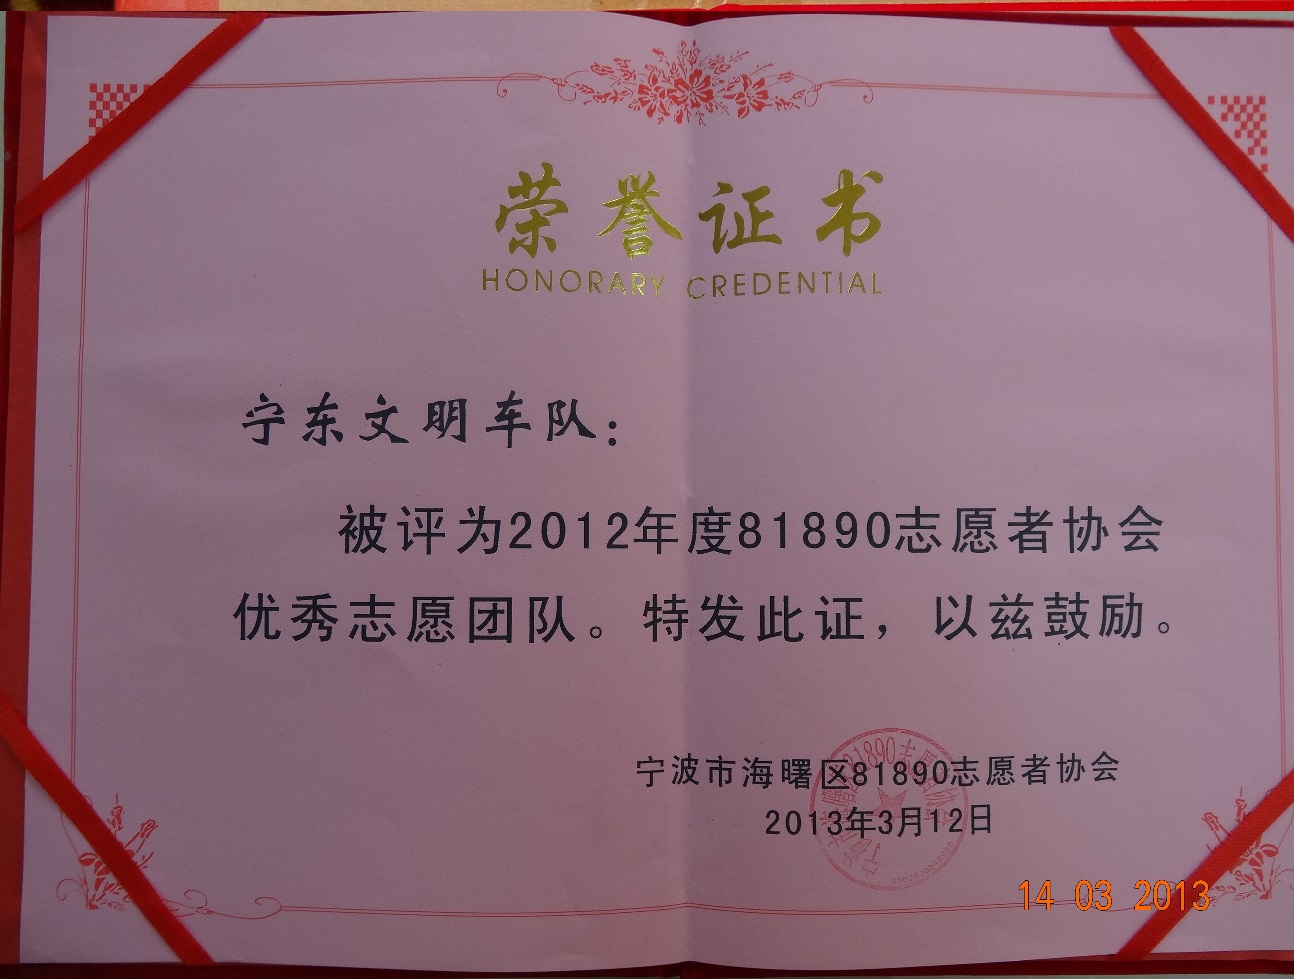 荣誉证书
HONORARY CREDENTIAL
宁东文明车队：
被评为2012年度81890志愿者协会
优秀志愿团队。特发此证，以兹鼓励。
宁波市海曙区81890志愿者协会
2013年3月12日
14 03 2013